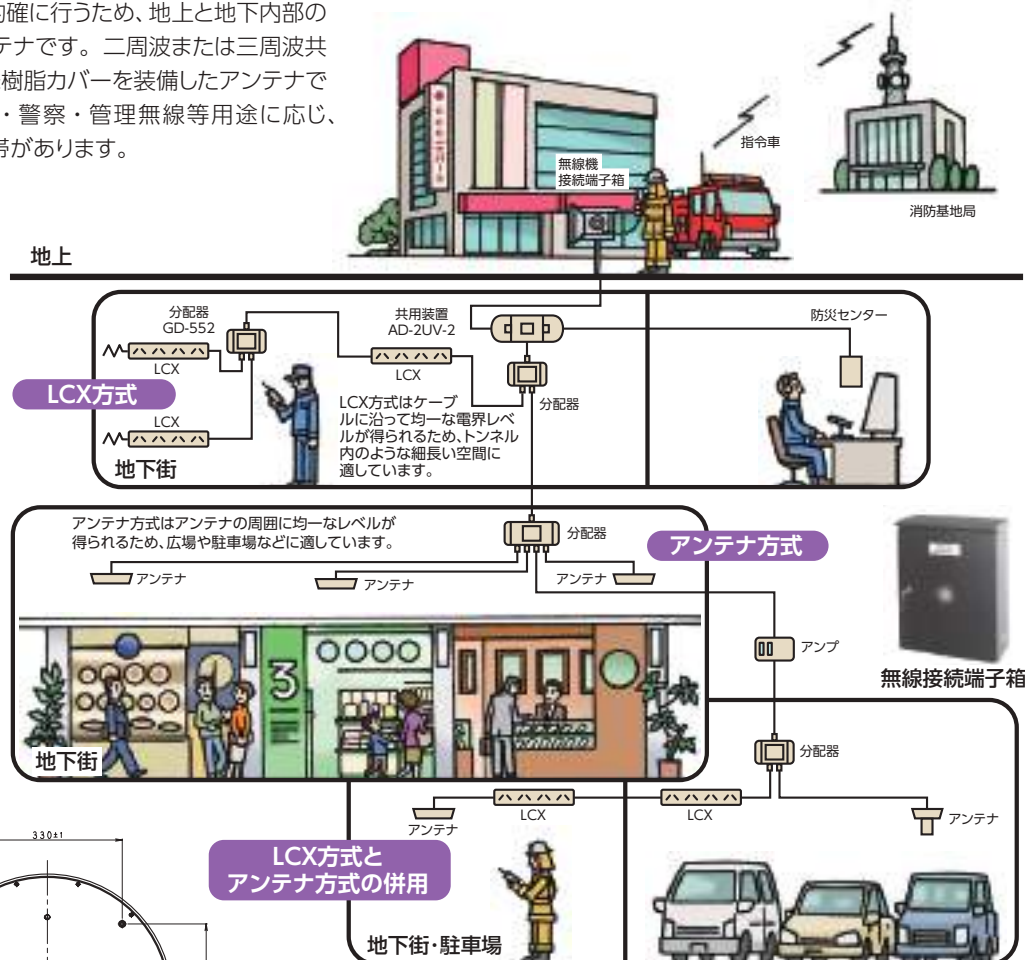 的確に行うため、地上と地下内部の
テナです。二周波または三周波共
樹脂カバーを装備したアンテナで
・警察・管理無線等用途に応じ、
帯があります。
無線機
接続端子箱
指令車
消防基地局
地上
分配器
GD-552
共用装置
AD-2UV-2
防災センター
LCX
LCX
LCX方式
分配器
LCX
LCX方式はケーブ
ルに沿って均一な電界レベ
ルが得られるため、トンネル
内のような細長い空間に
適しています。
地下街
アンテナ方式はアンテナの周囲に均一なレベルが
得られるため、広場や駐車場などに適しています。
分配器
アンテナ方式
アンテナ
アンテナ
アンテナ
アンプ
無線接続端子箱
3
地下街
分配器
アンテナ
LCX
LCX
アンテナ
330±1
LCX方式と
アンテナ方式の併用
地下街・駐車場